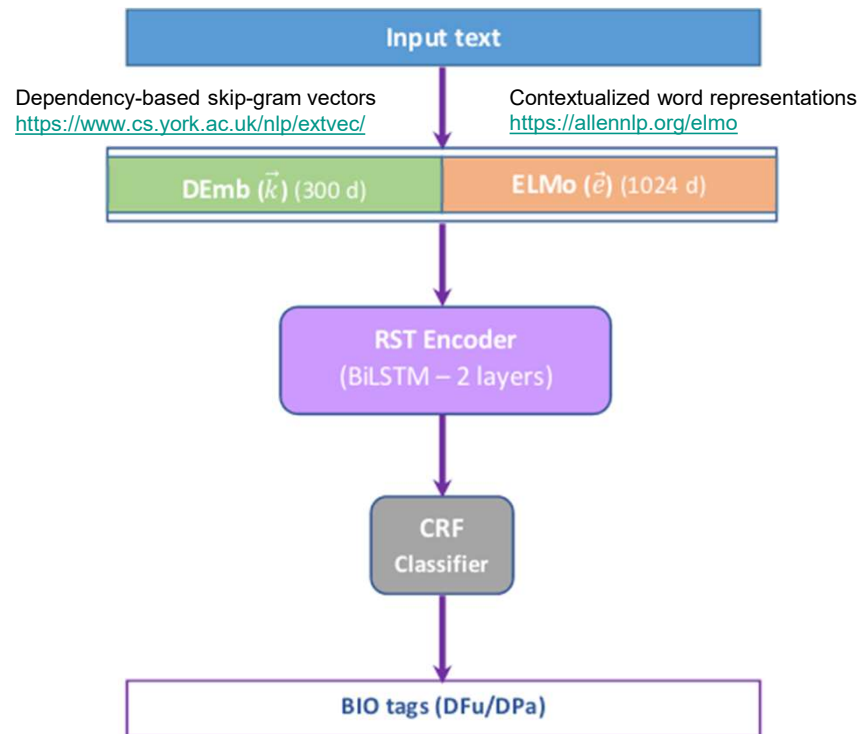 Input text
Dependency-based skip-gram vectors
https://www.cs.york.ac.uk/nlp/extvec/
Contextualized word representations
https://allennlp.org/elmo
DEmb (k⃗) (300 d)
ELMo (e⃗) (1024 d)
RST Encoder
(BiLSTM – 2 layers)
CRF
Classifier
BIO tags (DFu/DPa)